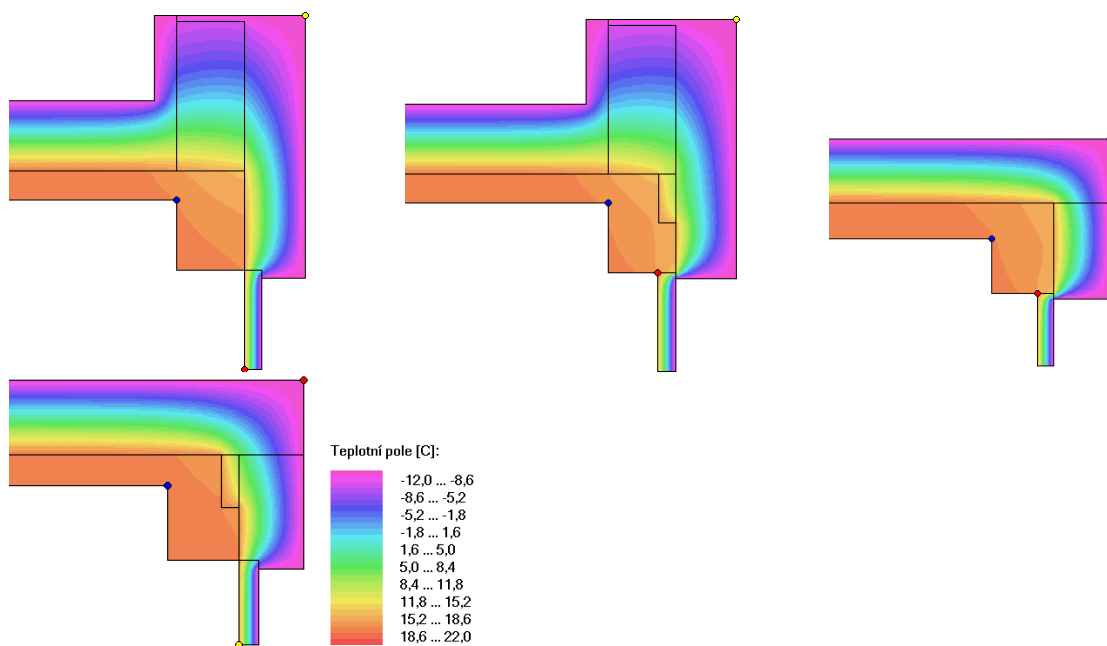 Teplotní pole [C]:
-12,0 ... -8,6
-8,6 ... -5,2
-5,2 ... -1,8
-1,8 ... 1,6
1,6 ... 5,0
5,0 ... 8,4
8,4 ... 11,8
11,8 ... 15,2
15,2 ... 18,6
18,6 ... 22,0